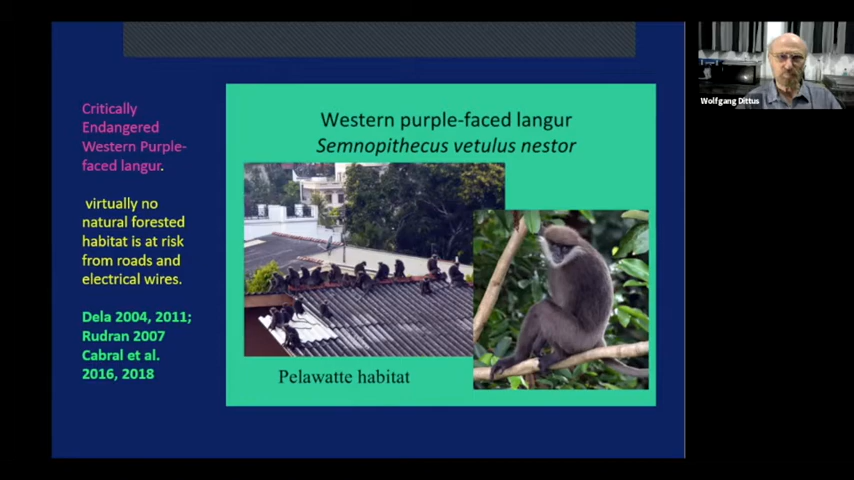 Critically
Endangered
Western Purple-
faced langur.
virtually no
natural forested
habitat is at risk
from roads and
electrical wires.
Dela 2004, 2011;
Rudran 2007
Cabral et al.
2016, 2018
Western purple-faced langur
Semnopithecus vetulus nestor
Pelawatte habitat
Wolfgang Dittus